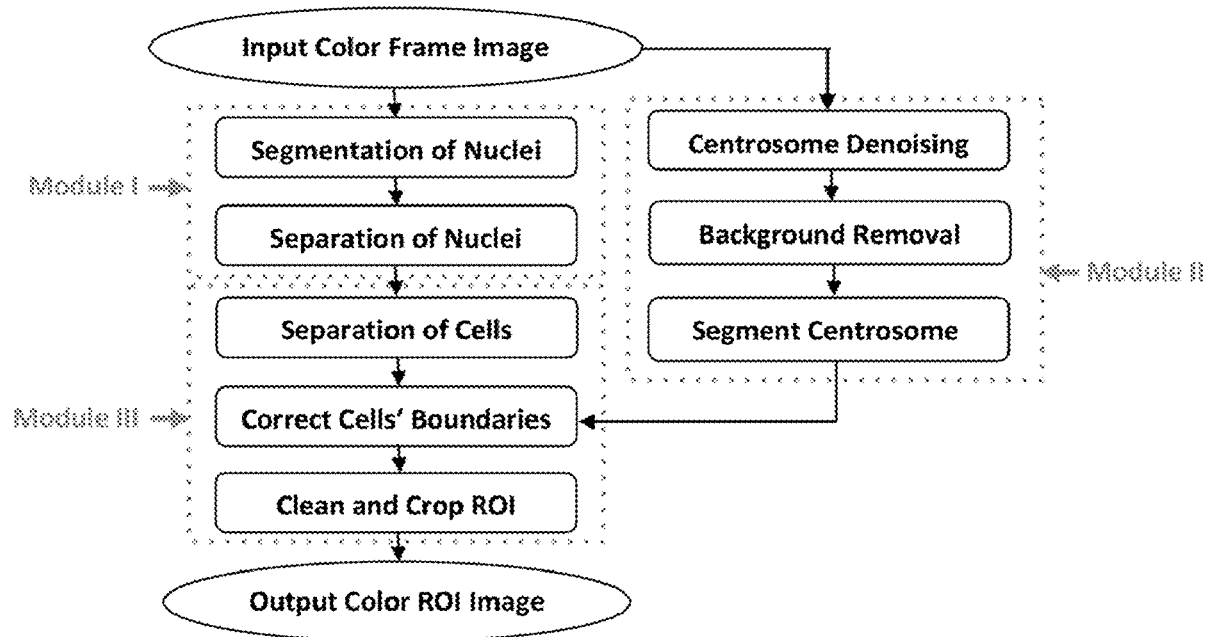 Input Color Frame Image
Module I
Segmentation of Nuclei
Separation of Nuclei
Centrosome Denoising
Background Removal
Segment Centrosome
Module II
Module III
Separation of Cells
Correct Cells' Boundaries
Clean and Crop ROI
Output Color ROI Image